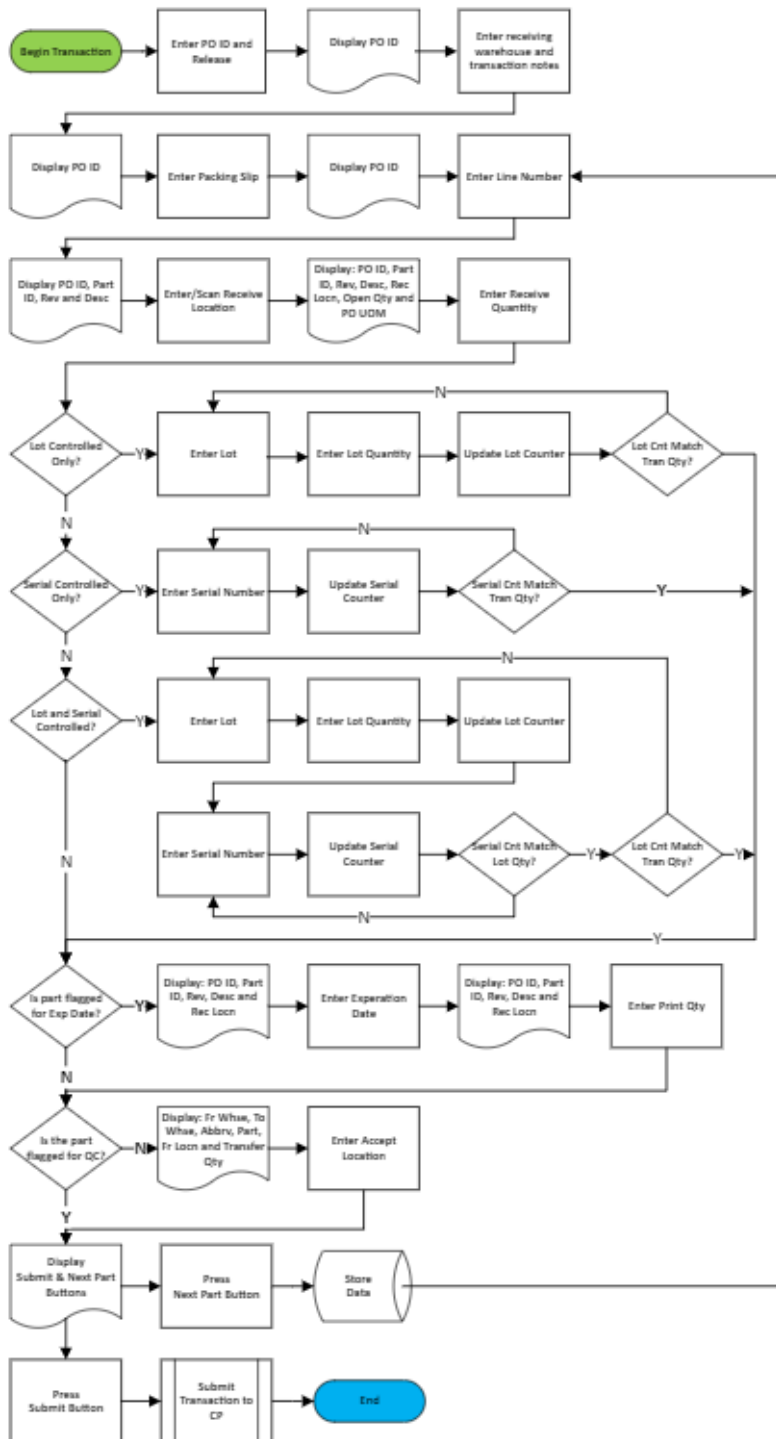 Begin Transaction
Enter PO ID and
Release
Display PO ID
Enter receiving
warehouse and
transaction notes
Display PO ID
Enter Packing Slip
Display PO ID
Enter Line Number
Display PO ID, Part
ID, Rev and Desc
Enter/Scan Receive
Location
Display: PO ID, Part
ID, Rev, Desc, Rec
Locn, Open Qty and
PO UOM
Enter Receive
Quantity
N
Lot Controlled
Only?
Y
Enter Lot
Enter Lot Quantity
Update Lot Counter
Lot Cnt Match
Tran Qty?
N
N
Serial Controlled
Only?
Y
Enter Serial Number
Update Serial
Counter
Serial Cnt Match
Tran Qty?
Y
N
N
Lot and Serial
Controlled?
Y
Enter Lot
Enter Lot Quantity
Update Lot Counter
N
Enter Serial Number
Update Serial
Counter
Serial Cnt Match
Lot Qty?
Y
Lot Cnt Match
Tran Qty?
Y
N
Y
Is part flagged
for Exp Date?
Y
Display: PO ID, Part
ID, Rev, Desc and
Rec Locn
Enter Experation
Date
Display: PO ID, Part
ID, Rev, Desc and
Rec Locn
Enter Print Qty
N
Is the part
flagged for QC?
N
Display: Fr Whse, To
Whse, Abbrv, Part,
Fr Locn and Transfer
Qty
Enter Accept
Location
Y
Display
Submit & Next Part
Buttons
Press
Next Part Button
Store
Data
Press
Submit Button
Submit
Transaction to
CP
End